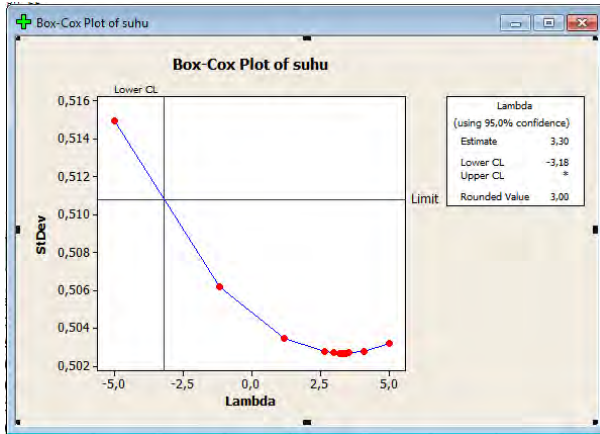 Box-Cox Plot of suhu
Box-Cox Plot of suhu
Lower CL
0,516
0,514
0,512
0,510
0,508
0,506
0,504
0,502
StDev
Limit
-5,0 -2,5 0,0 2,5 5,0
Lambda
Lambda
(using 95,0% confidence)
Estimate 3,30
Lower CL -3,18
Upper CL *
Rounded Value 3,00